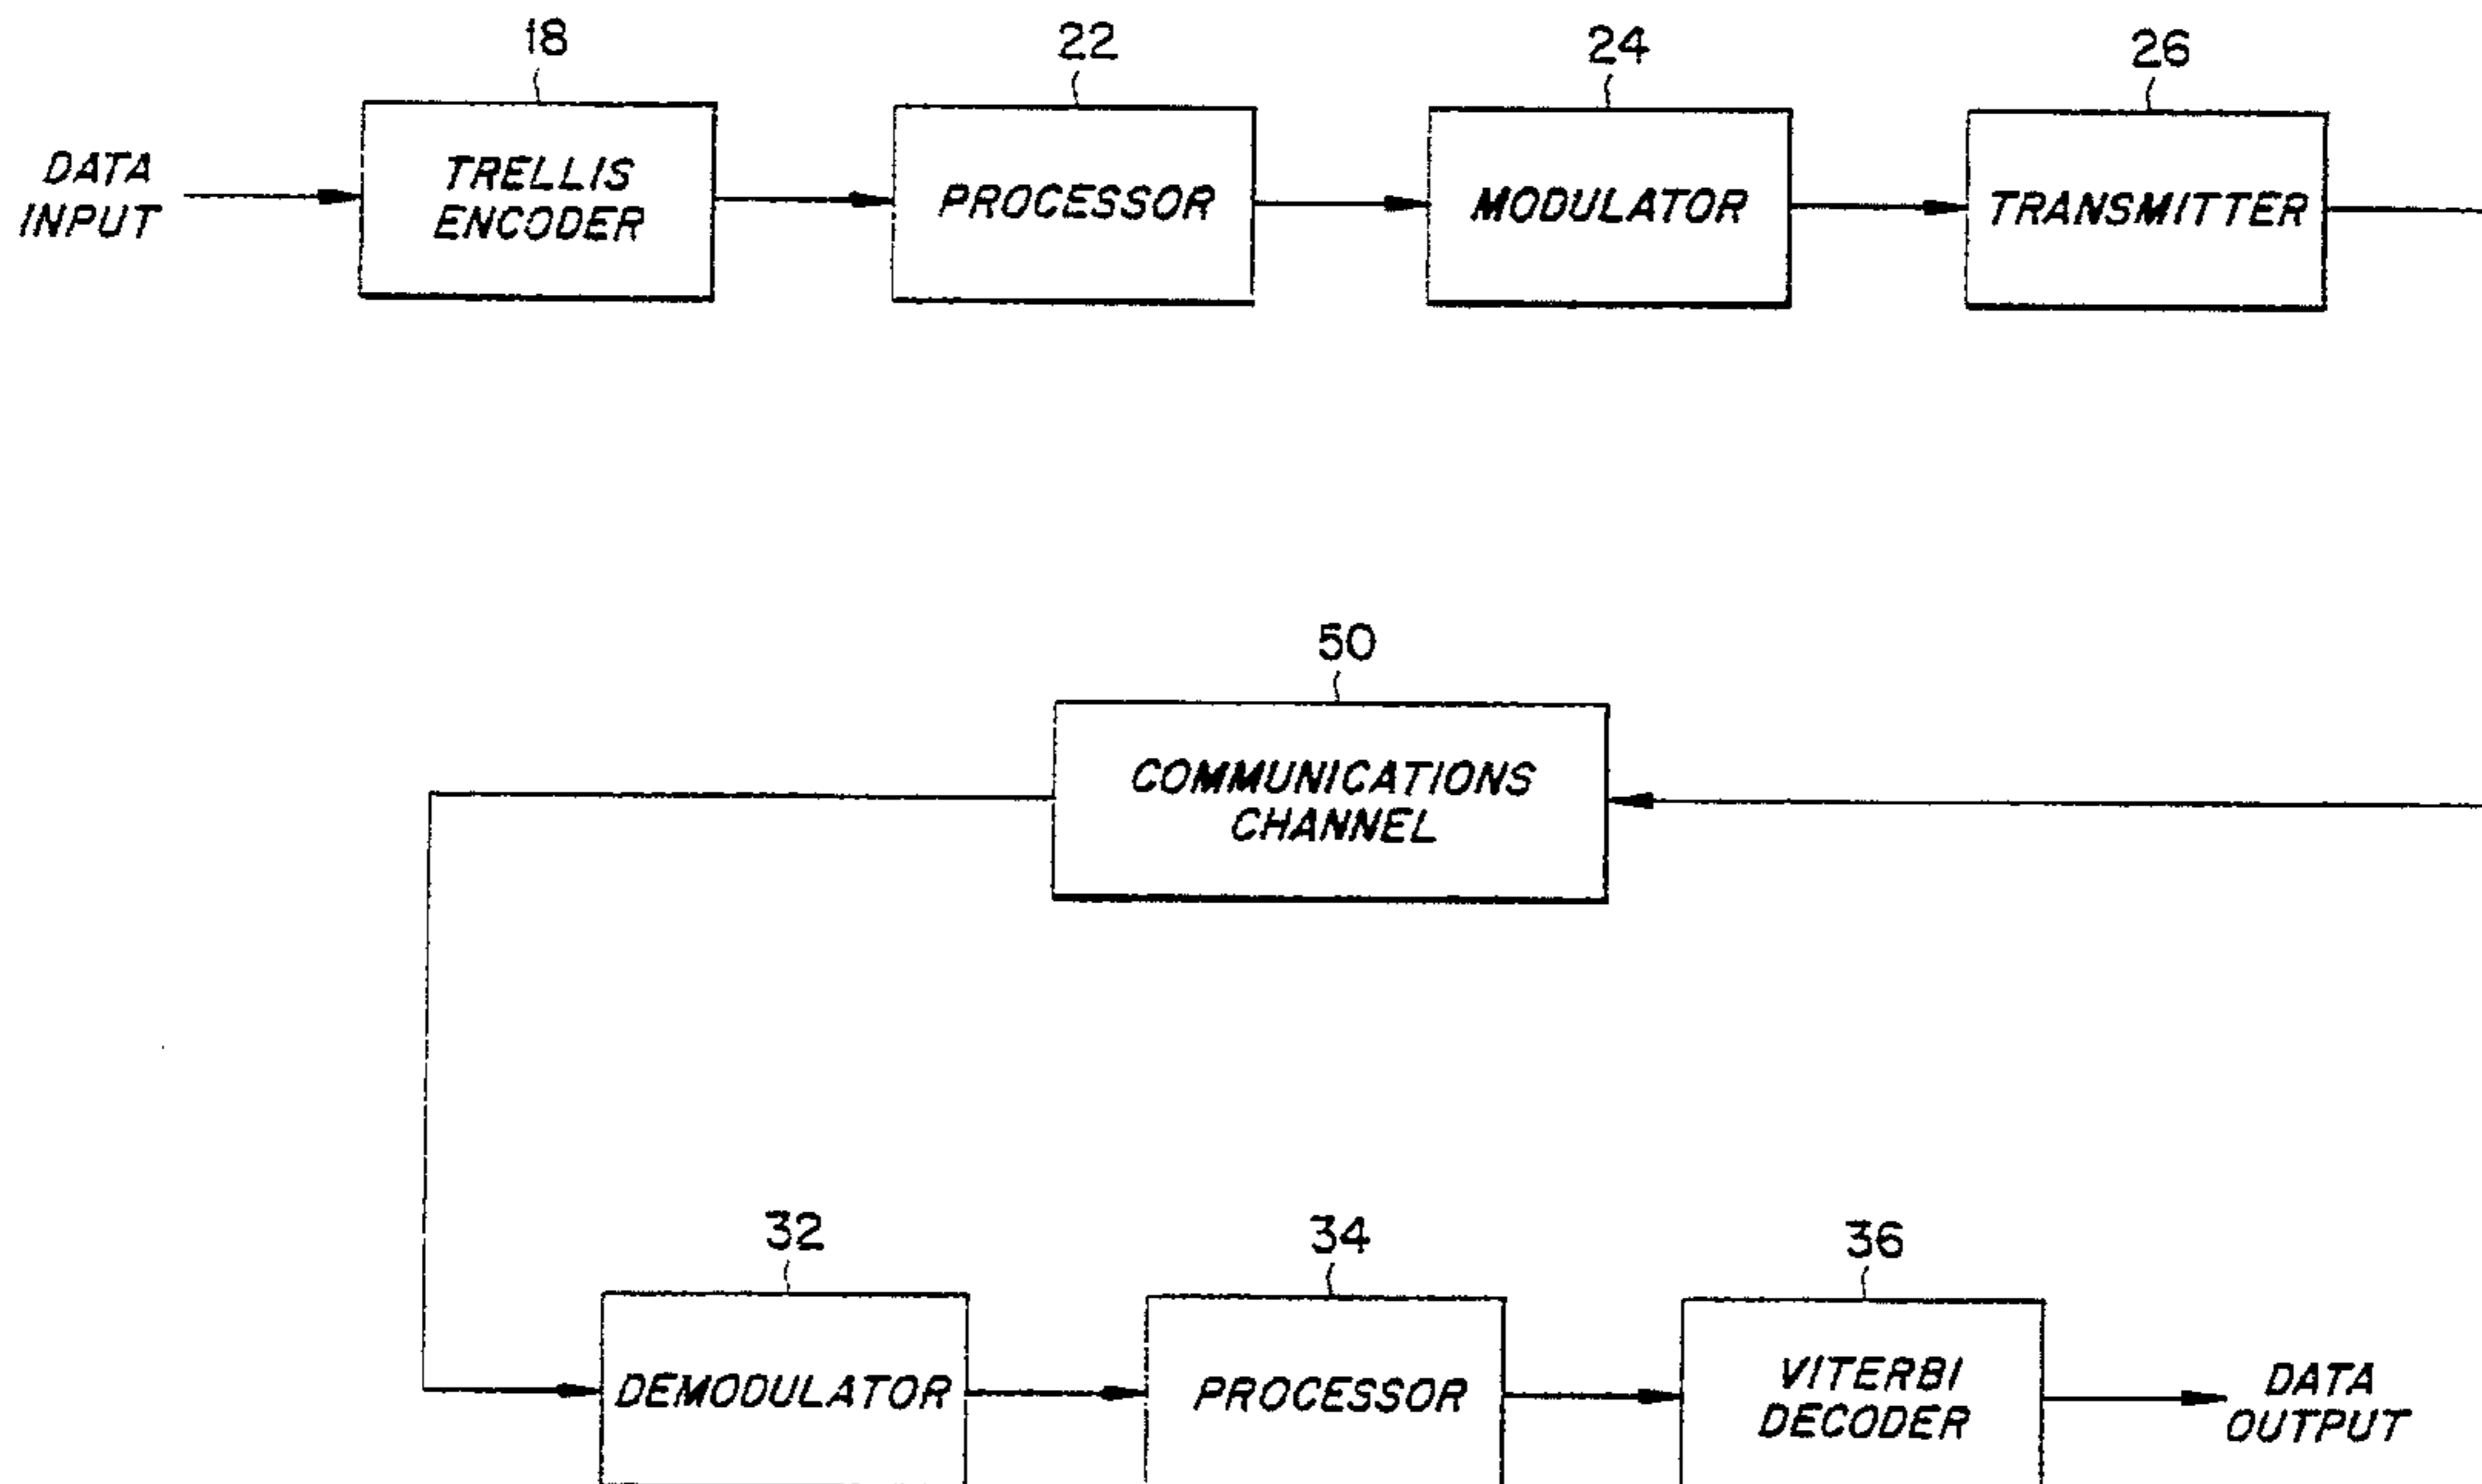 18
22
24
26
DATA
INPUT
TRELLIS
ENCODER
PROCESSOR
MODULATOR
TRANSMITTER
50
COMMUNICATIONS
CHANNEL
32
34
36
DEMODULATOR
PROCESSOR
VITERBI
DECODER
DATA
OUTPUT